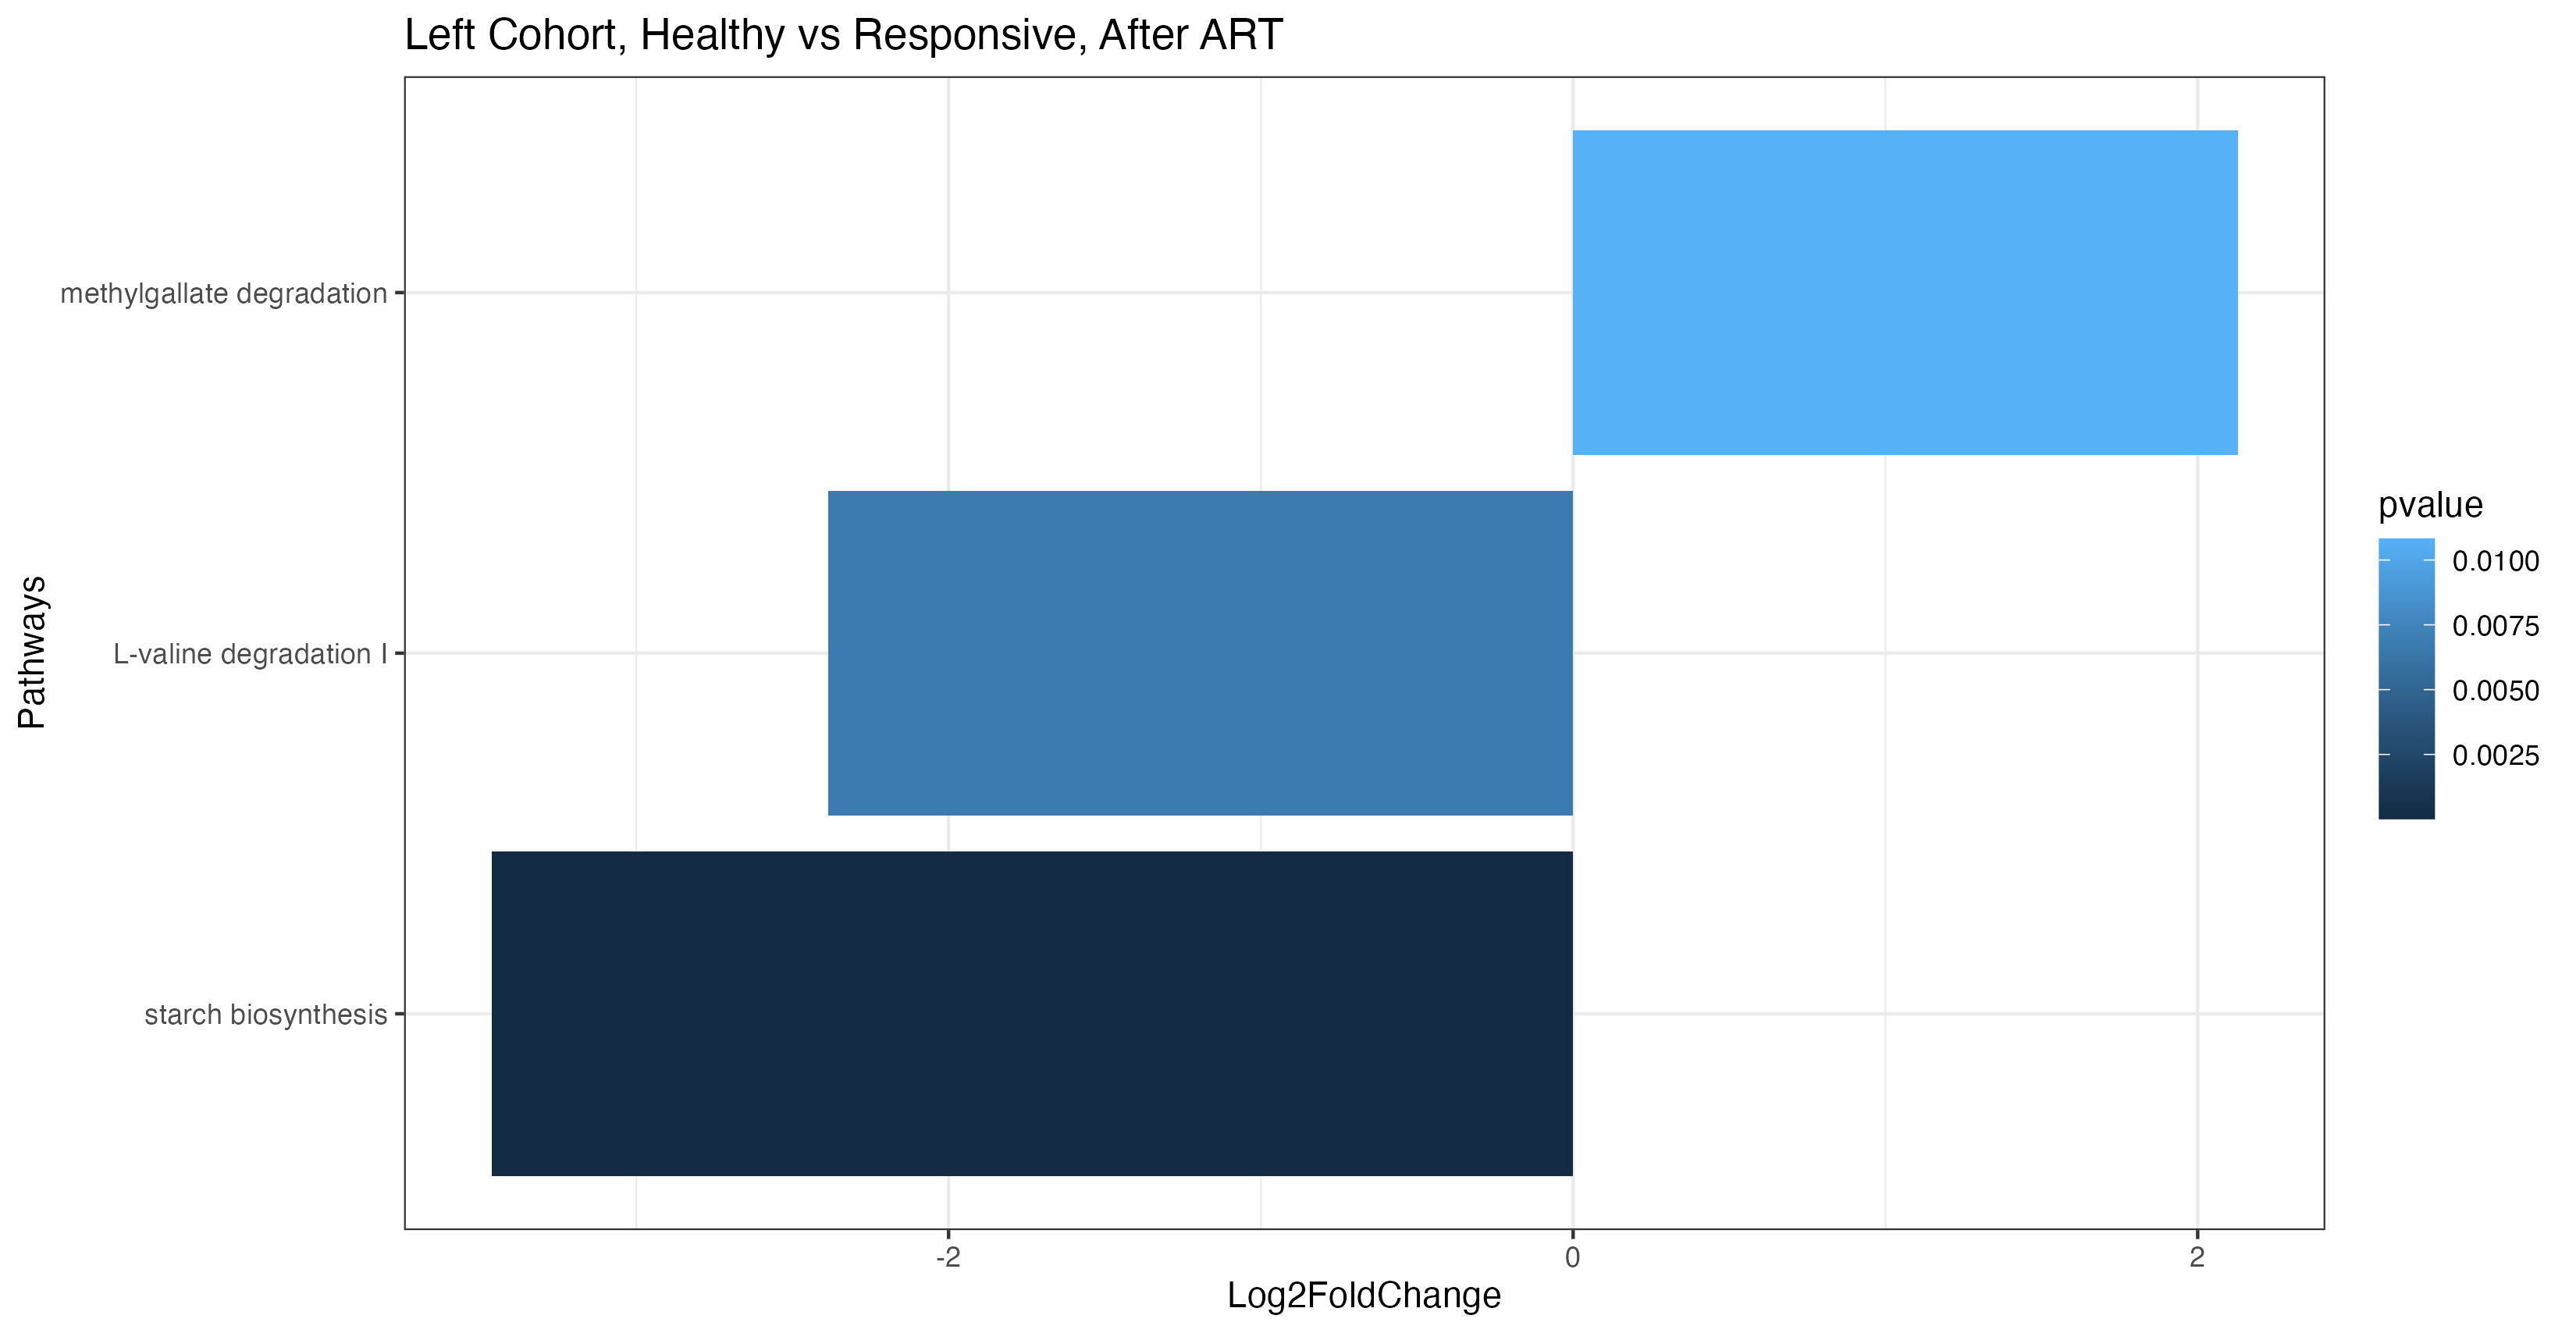 Left Cohort, Healthy vs Responsive, After ART
Pathways
methylgallate degradation
L-valine degradation I
starch biosynthesis
-2
0
2
Log2FoldChange
pvalue
0.0100
0.0075
0.0050
0.0025